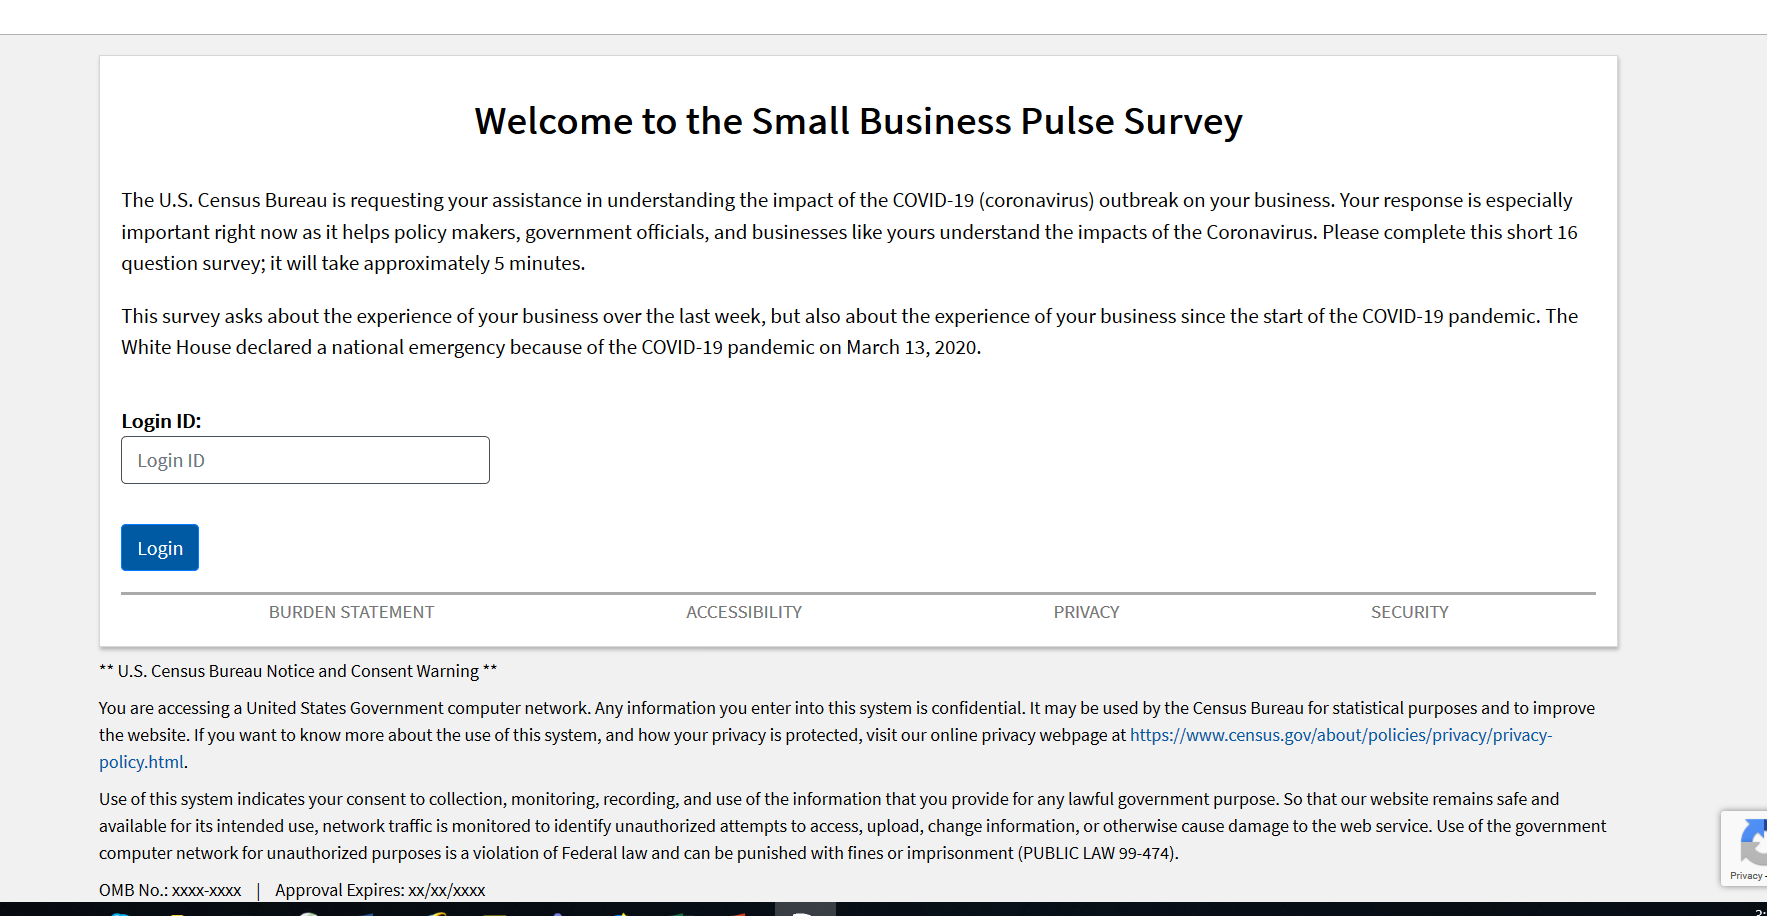 Welcome to the Small Business Pulse Survey
The U.S. Census Bureau is requesting your assistance in understanding the impact of the COVID-19 (coronavirus) outbreak on your business. Your response is especially
important right now as it helps policy makers, government officials, and businesses like yours understand the impacts of the Coronavirus. Please complete this short 16
question survey; it will take approximately 5 minutes.
This survey asks about the experience of your business over the last week, but also about the experience of your business since the start of the COVID-19 pandemic. The
White House declared a national emergency because of the COVID-19 pandemic on March 13, 2020.
Login ID:
Login ID
Login
BURDEN STATEMENT ACCESSIBILITY PRIVACY SECURITY
** U.S. Census Bureau Notice and Consent Warning **
You are accessing a United States Government computer network. Any information you enter into this system is confidential. It may be used by the Census Bureau for statistical purposes and to improve
the website. If you want to know more about the use of this system, and how your privacy is protected, visit our online privacy webpage at https://www.census.gov/about/policies/privacy/privacy-
policy.html.
Use of this system indicates your consent to collection, monitoring, recording, and use of the information that you provide for any lawful government purpose. So that our website remains safe and
available for its intended use, network traffic is monitored to identify unauthorized attempts to access, upload, change information, or otherwise cause damage to the web service. Use of the government
computer network for unauthorized purposes is a violation of Federal law and can be punished with fines or imprisonment (PUBLIC LAW 99-474).
Privacy -
OMB No.: xxxx-xxxx | Approval Expires: xx/xx/xxxx